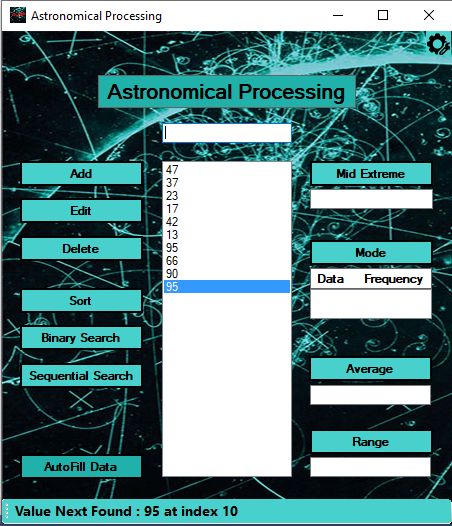 Astronomical Processing
Astronomical Processing
Add
Edit
Delete
Sort
Binary Search
Sequential Search
AutoFill Data
47
37
23
17
42
13
95
66
90
95
Mid Extreme
Mode
Data Frequency
Average
Range
Value Next Found : 95 at index 10